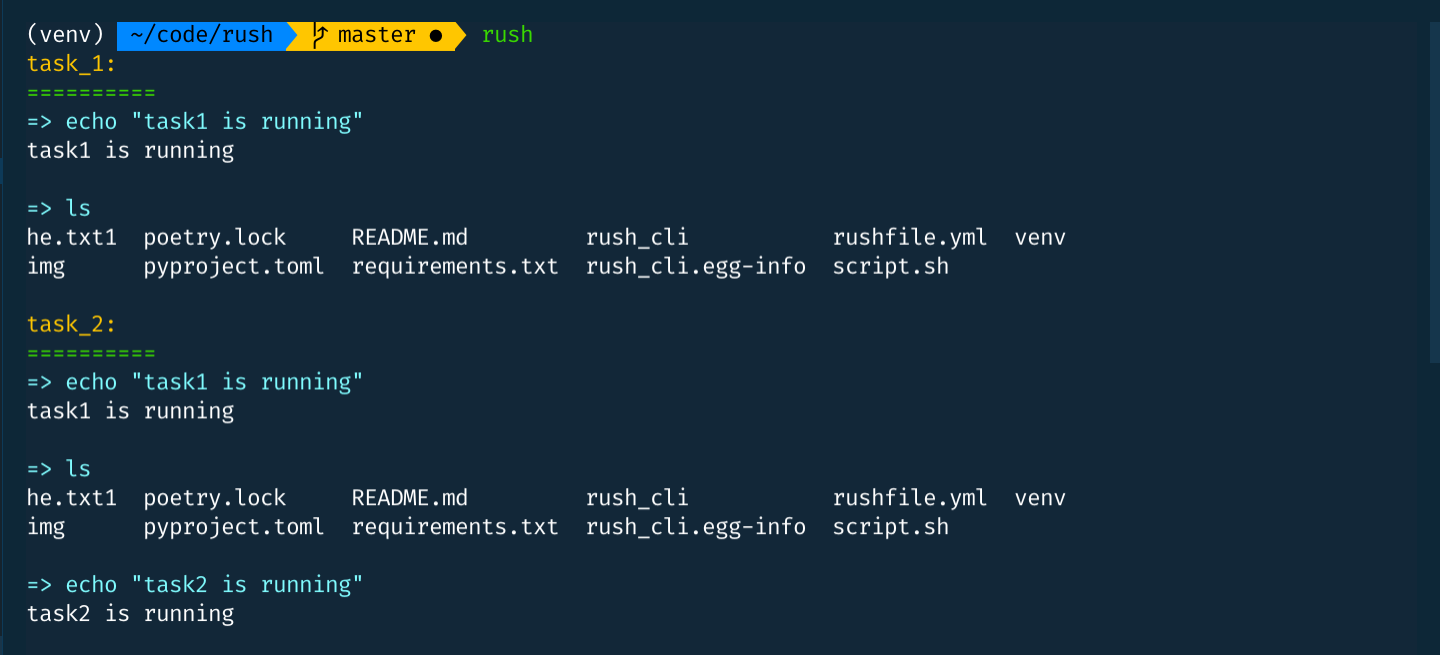 (venv) ~/code/rush master ● rush
task_1:
==========
=> echo "task1 is running"
task1 is running
=> ls
he.txt1 poetry.lock README.md rush_cli rushfile.yml venv
img pyproject.toml requirements.txt rush_cli.egg-info script.sh
task_2:
==========
=> echo "task1 is running"
task1 is running
=> ls
he.txt1 poetry.lock README.md rush_cli rushfile.yml venv
img pyproject.toml requirements.txt rush_cli.egg-info script.sh
=> echo "task2 is running"
task2 is running